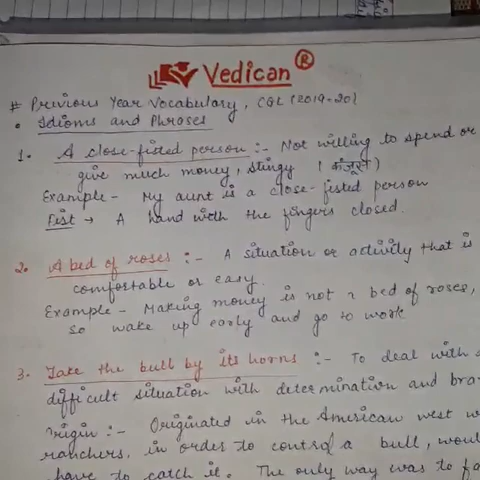 Vedican ®
# Previous Year Vocabulary, CGL (2019-20)
• Idioms and Phrases
1. A close-fisted person :- Not willing to spend or
give much money, stingy (कंजूस)
Example - My aunt is a close-fisted person
Fist → A hand with the fingers closed.
2. A bed of roses :- A situation or activity that is
comfortable or easy.
Example - Making money is not a bed of roses,
so wake up early and go to work
3. Take the bull by its horns :- To deal with a
difficult situation with determination and
Origin :- Originated in the American west
ranchers, in order to control a bull,
have to catch it. The only way was to